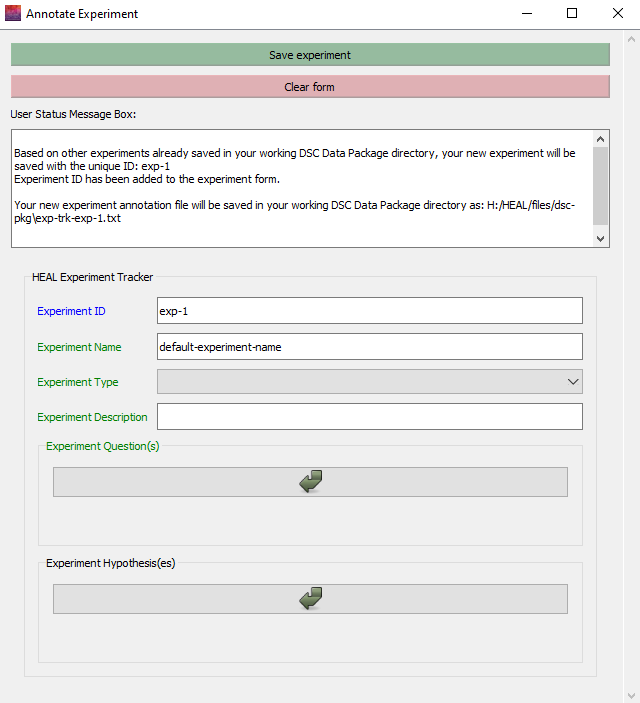 Annotate Experiment
Save experiment
Clear form
User Status Message Box:
Based on other experiments already saved in your working DSC Data Package directory, your new experiment will be
saved with the unique ID: exp-1
Experiment ID has been added to the experiment form.
Your new experiment annotation file will be saved in your working DSC Data Package directory as: H:/HEAL/files/dsc-
pkg\exp-trk-exp-1.txt
HEAL Experiment Tracker
Experiment ID
exp-1
Experiment Name
default-experiment-name
Experiment Type
Experiment Description
Experiment Question(s)
Experiment Hypothesis(es)